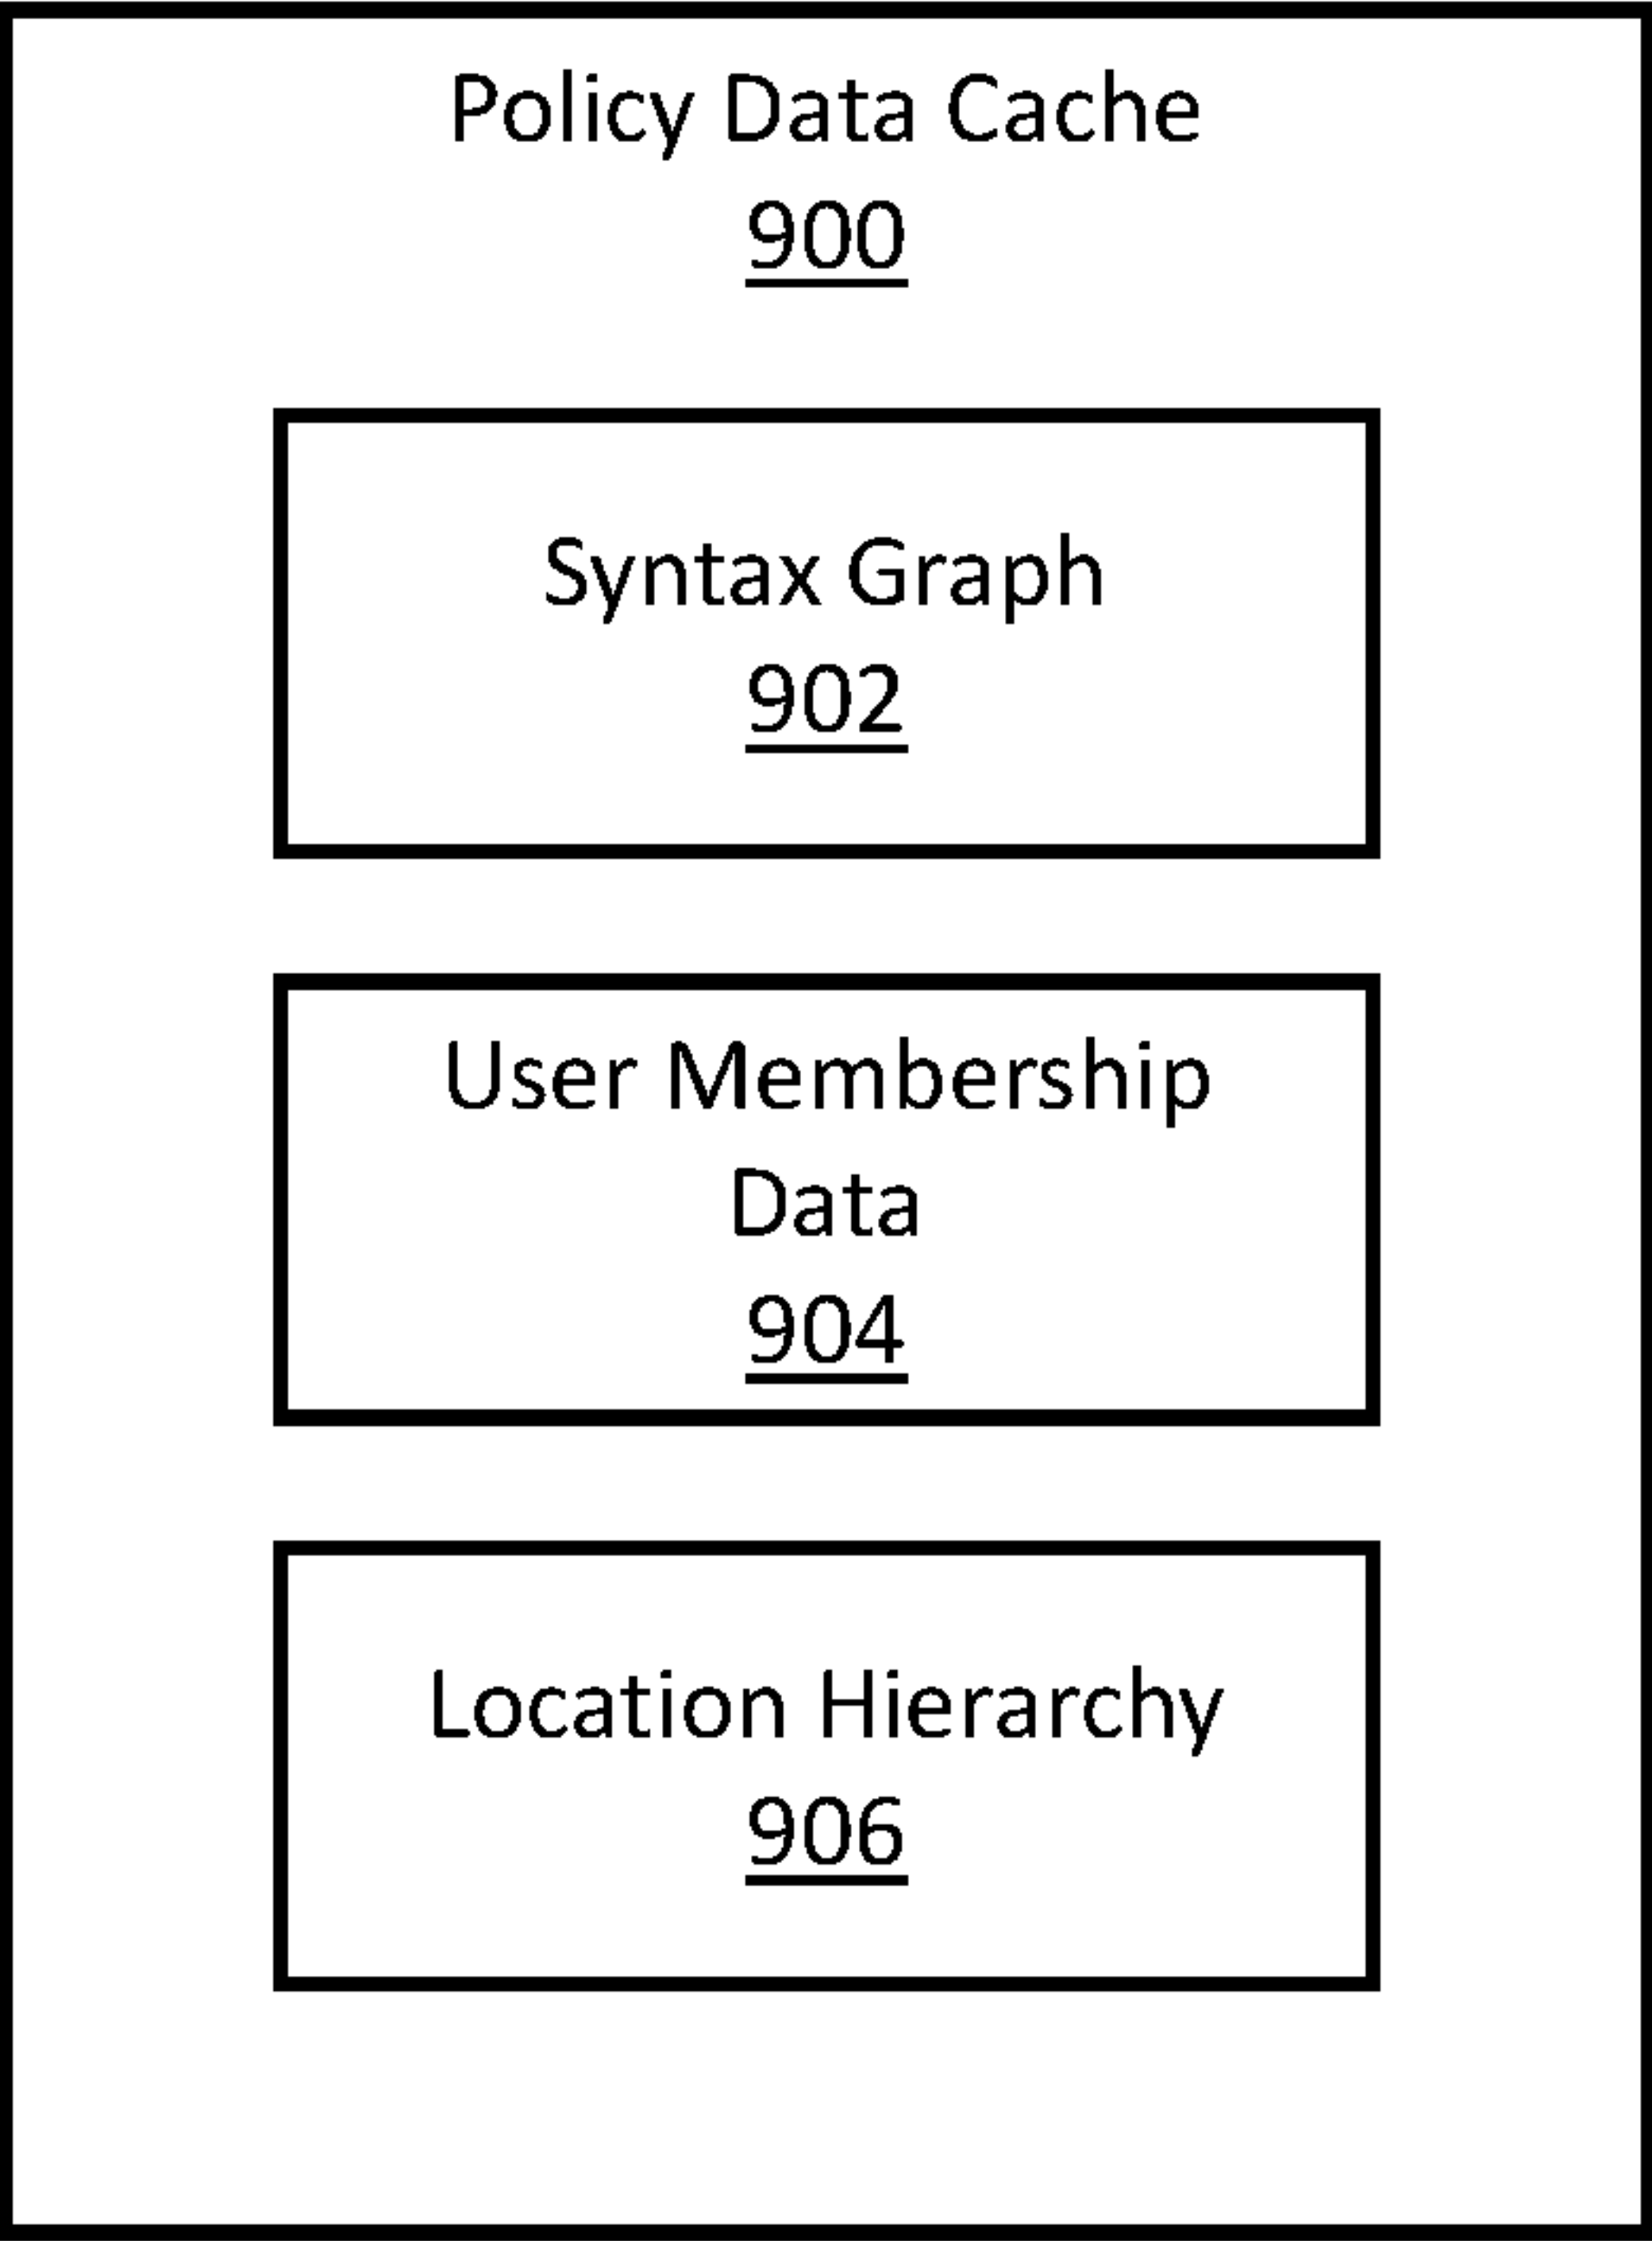 Policy Data Cache
900
Syntax Graph
902
User Membership
Data
904
Location Hierarchy
906